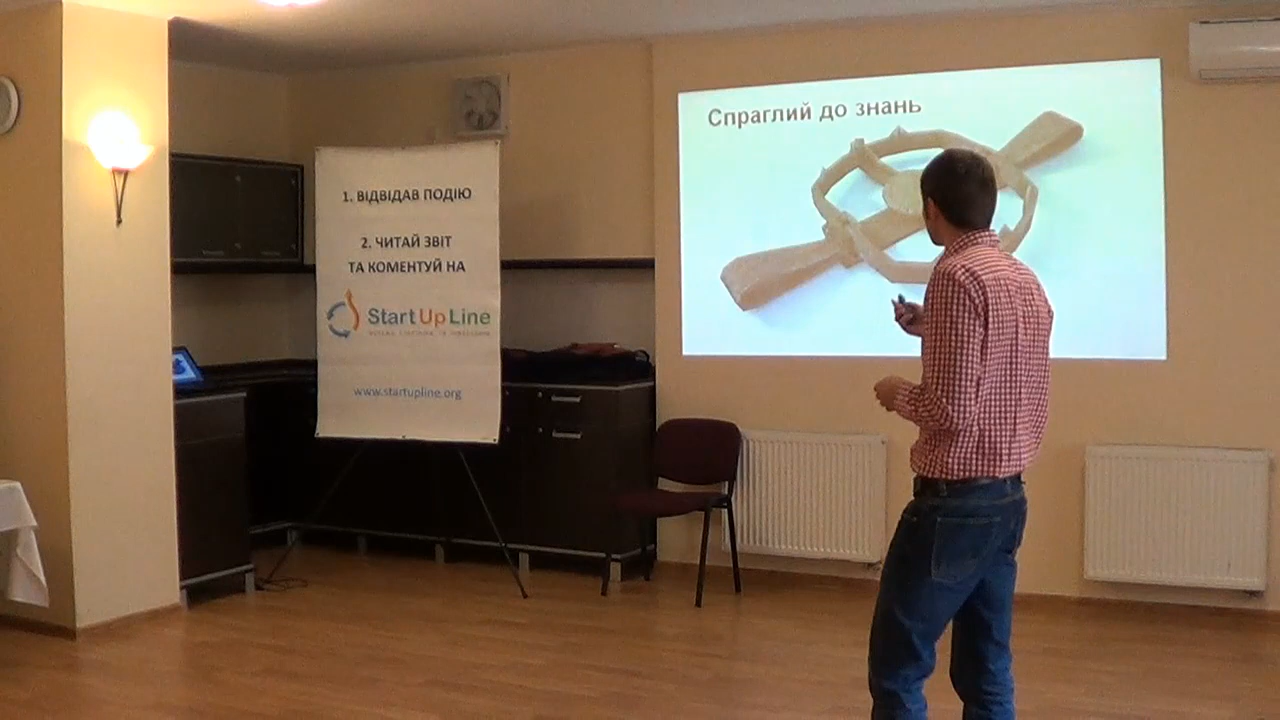 1. ВІДВІДАВ ПОДІЮ
2. ЧИТАЙ ЗВІТ
ТА КОМЕНТУЙ НА
StartUpLine
www.startupline.org
Спраглий до знань